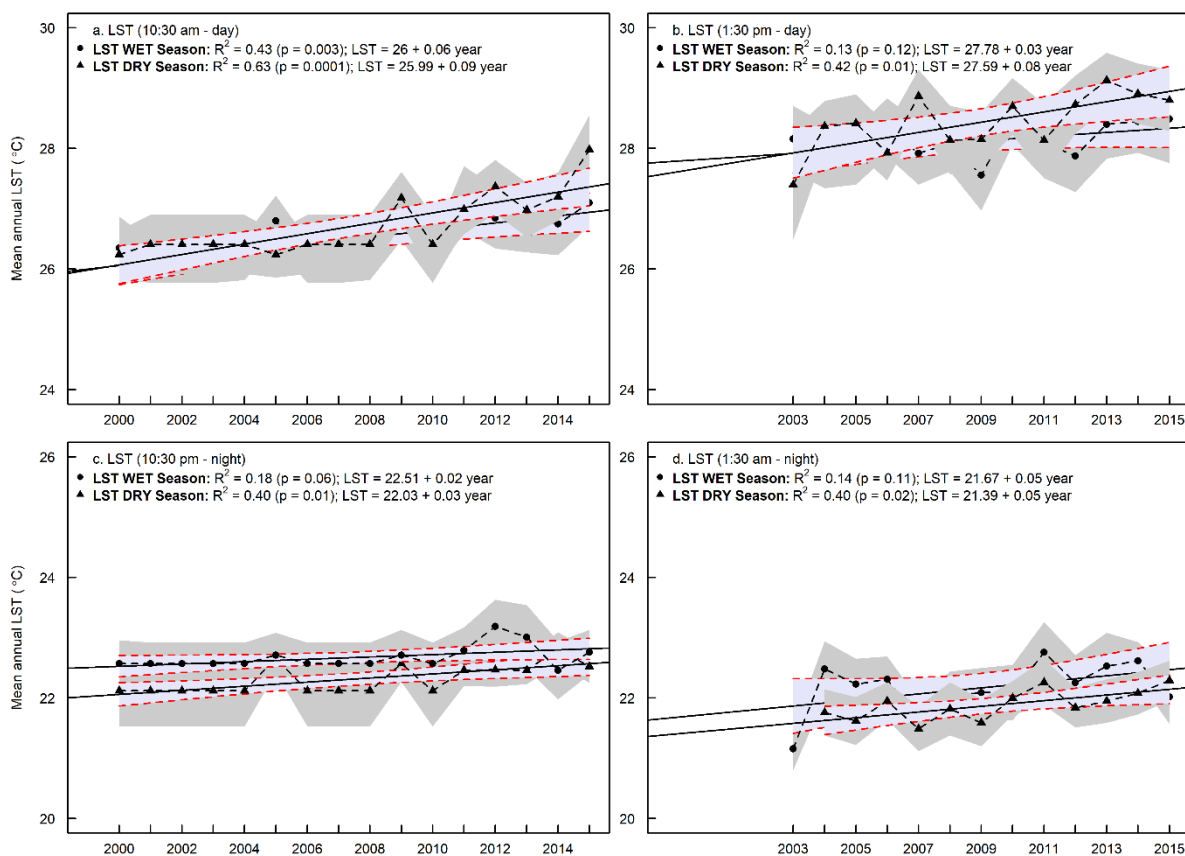 a. LST (10:30 am - day)
LST WET Season: R² = 0.43 (p = 0.003); LST = 26 + 0.06 year
LST DRY Season: R² = 0.63 (p = 0.0001); LST = 25.99 + 0.09 year
30
28
26
24
Mean annual LST (°C)
2000 2002 2004 2006 2008 2010 2012 2014
b. LST (1:30 pm - day)
LST WET Season: R² = 0.13 (p = 0.12); LST = 27.78 + 0.03 year
LST DRY Season: R² = 0.42 (p = 0.01); LST = 27.59 + 0.08 year
30
28
26
24
2003 2005 2007 2009 2011 2013 2015
c. LST (10:30 pm - night)
LST WET Season: R² = 0.18 (p = 0.06); LST = 22.51 + 0.02 year
LST DRY Season: R² = 0.40 (p = 0.01); LST = 22.03 + 0.03 year
26
24
22
20
Mean annual LST (°C)
2000 2002 2004 2006 2008 2010 2012 2014
d. LST (1:30 am - night)
LST WET Season: R² = 0.14 (p = 0.11); LST = 21.67 + 0.05 year
LST DRY Season: R² = 0.40 (p = 0.02); LST = 21.39 + 0.05 year
26
24
22
20
2003 2005 2007 2009 2011 2013 2015